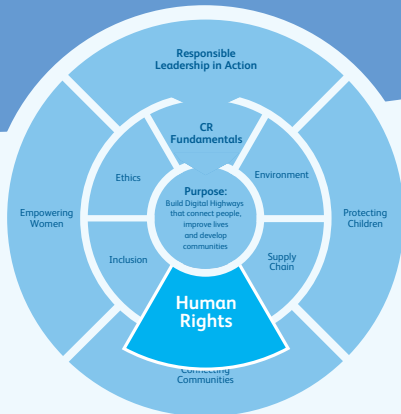 Responsible
Leadership in Action
CR
Fundamentals
Ethics
Environment
Purpose:
Build Digital Highways
that connect people,
improve lives
and develop
communities
Empowering
Women
Protecting
Children
Inclusion
Supply
Chain
Human
Rights
Connecting
Communities